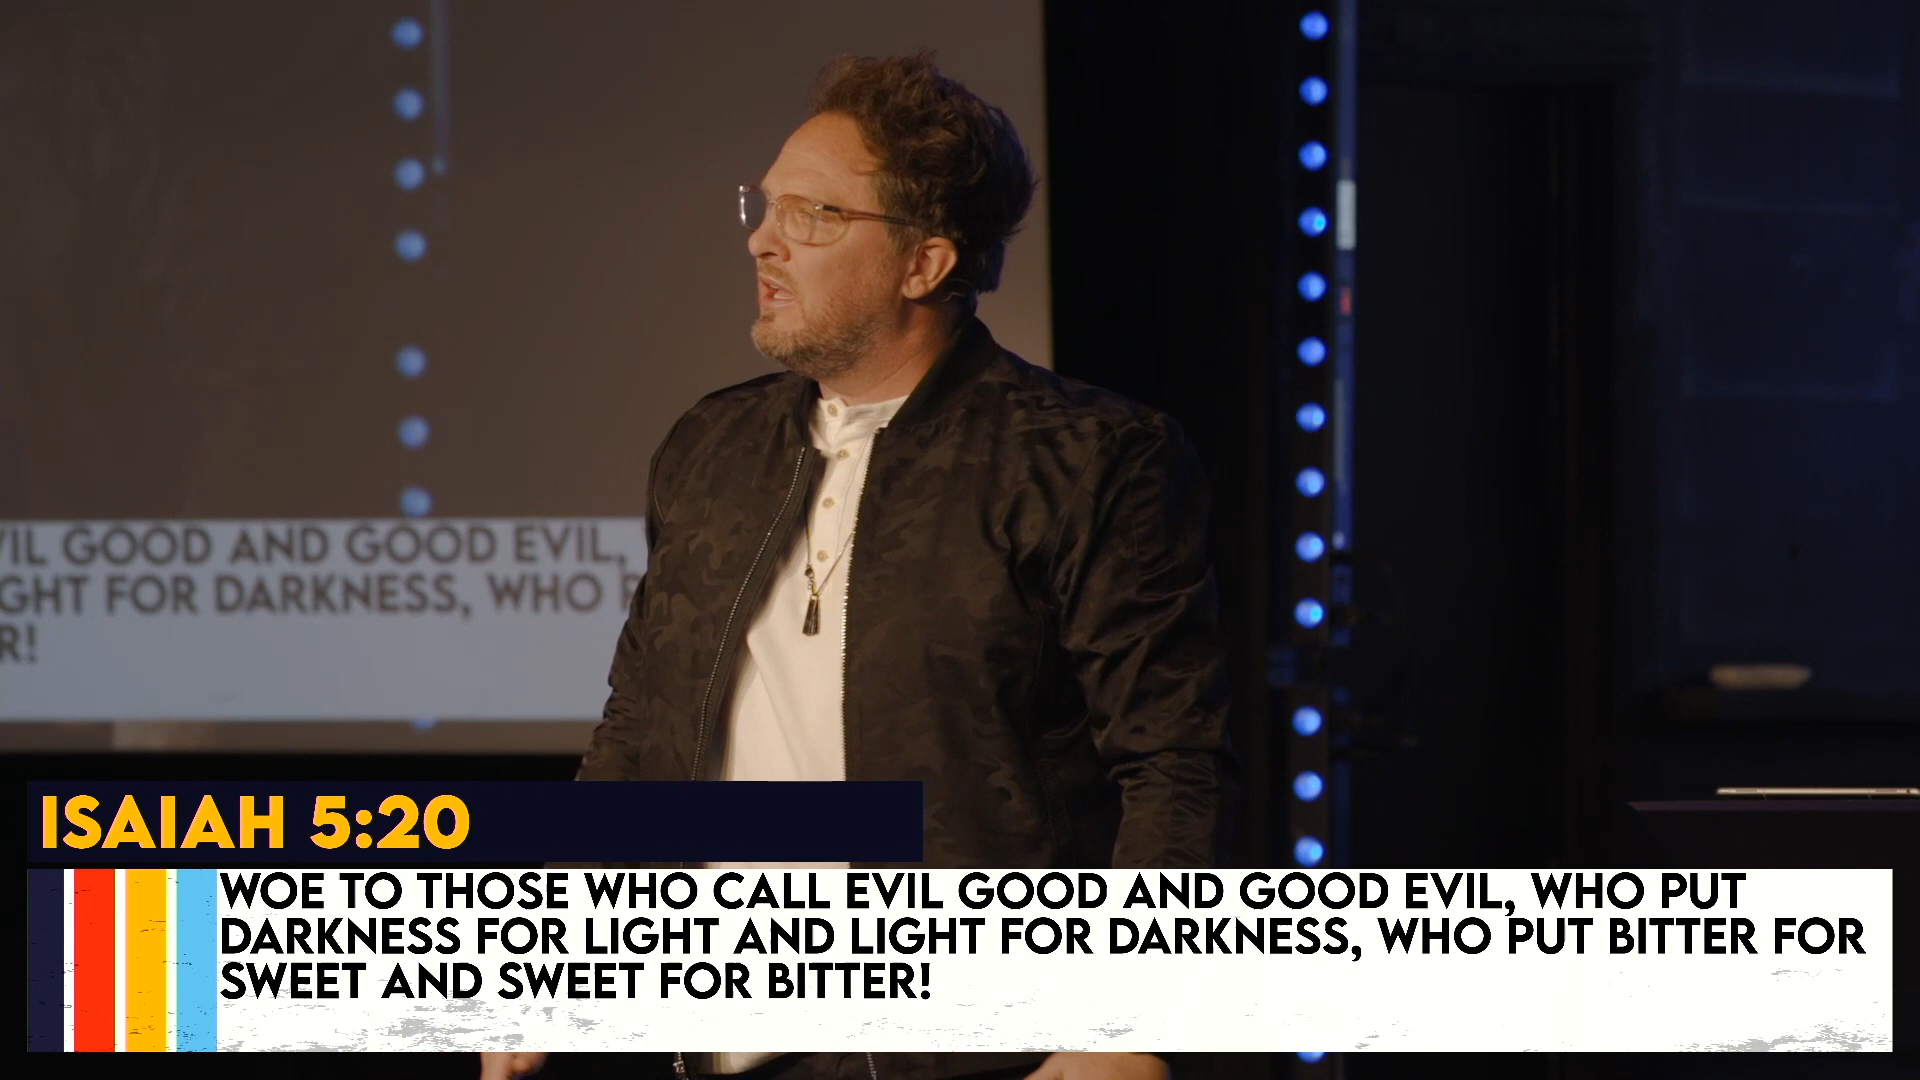 GOOD AND GOOD EVIL,
FOR DARKNESS, WHO
ISAIAH 5:20
WOE TO THOSE WHO CALL EVIL GOOD AND GOOD EVIL, WHO PUT
DARKNESS FOR LIGHT AND LIGHT FOR DARKNESS, WHO PUT BITTER FOR
SWEET AND SWEET FOR BITTER!